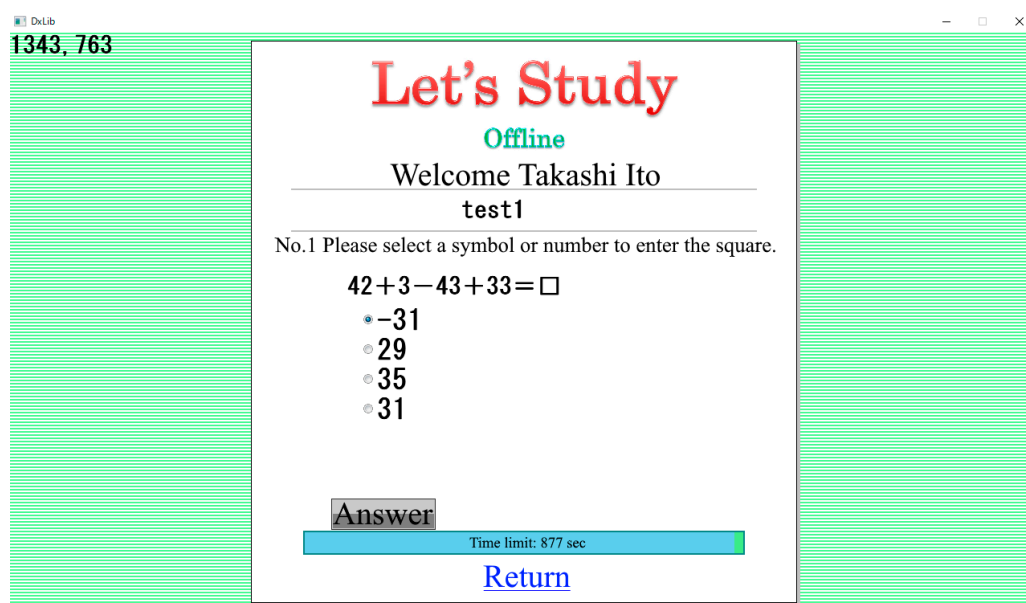 DxLib
1343, 763
Let's Study
Offline
Welcome Takashi Ito
test1
No.1 Please select a symbol or number to enter the square.
42+3−43+33=□
-31
29
35
31
Answer
Time limit: 877 sec
Return